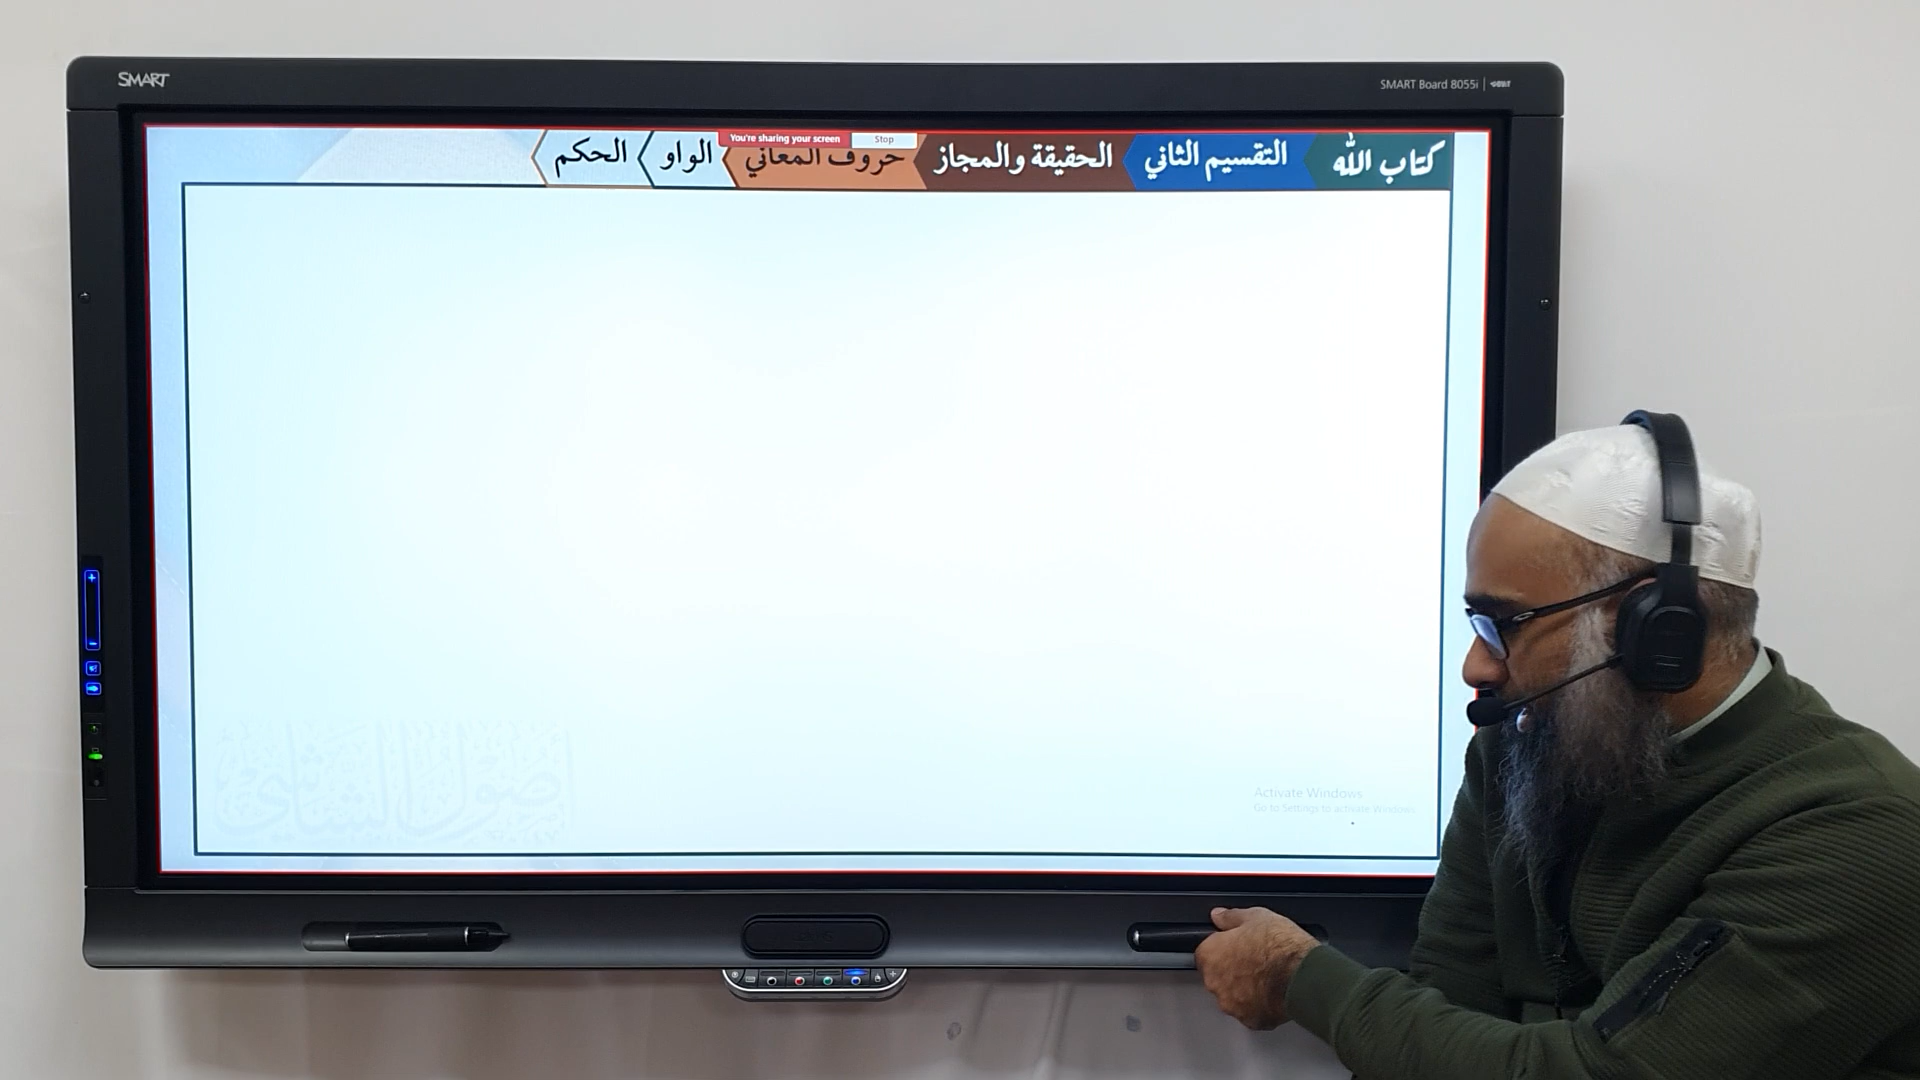 SMART
SMART Board 8055i
You're sharing your screen Stop
كتاب الله التقسيم الثاني الحقيقة والمجاز حروف المعاني الواو الحكم
أصول الشاشي
Activate Windows
Go to Settings to activate Windows.